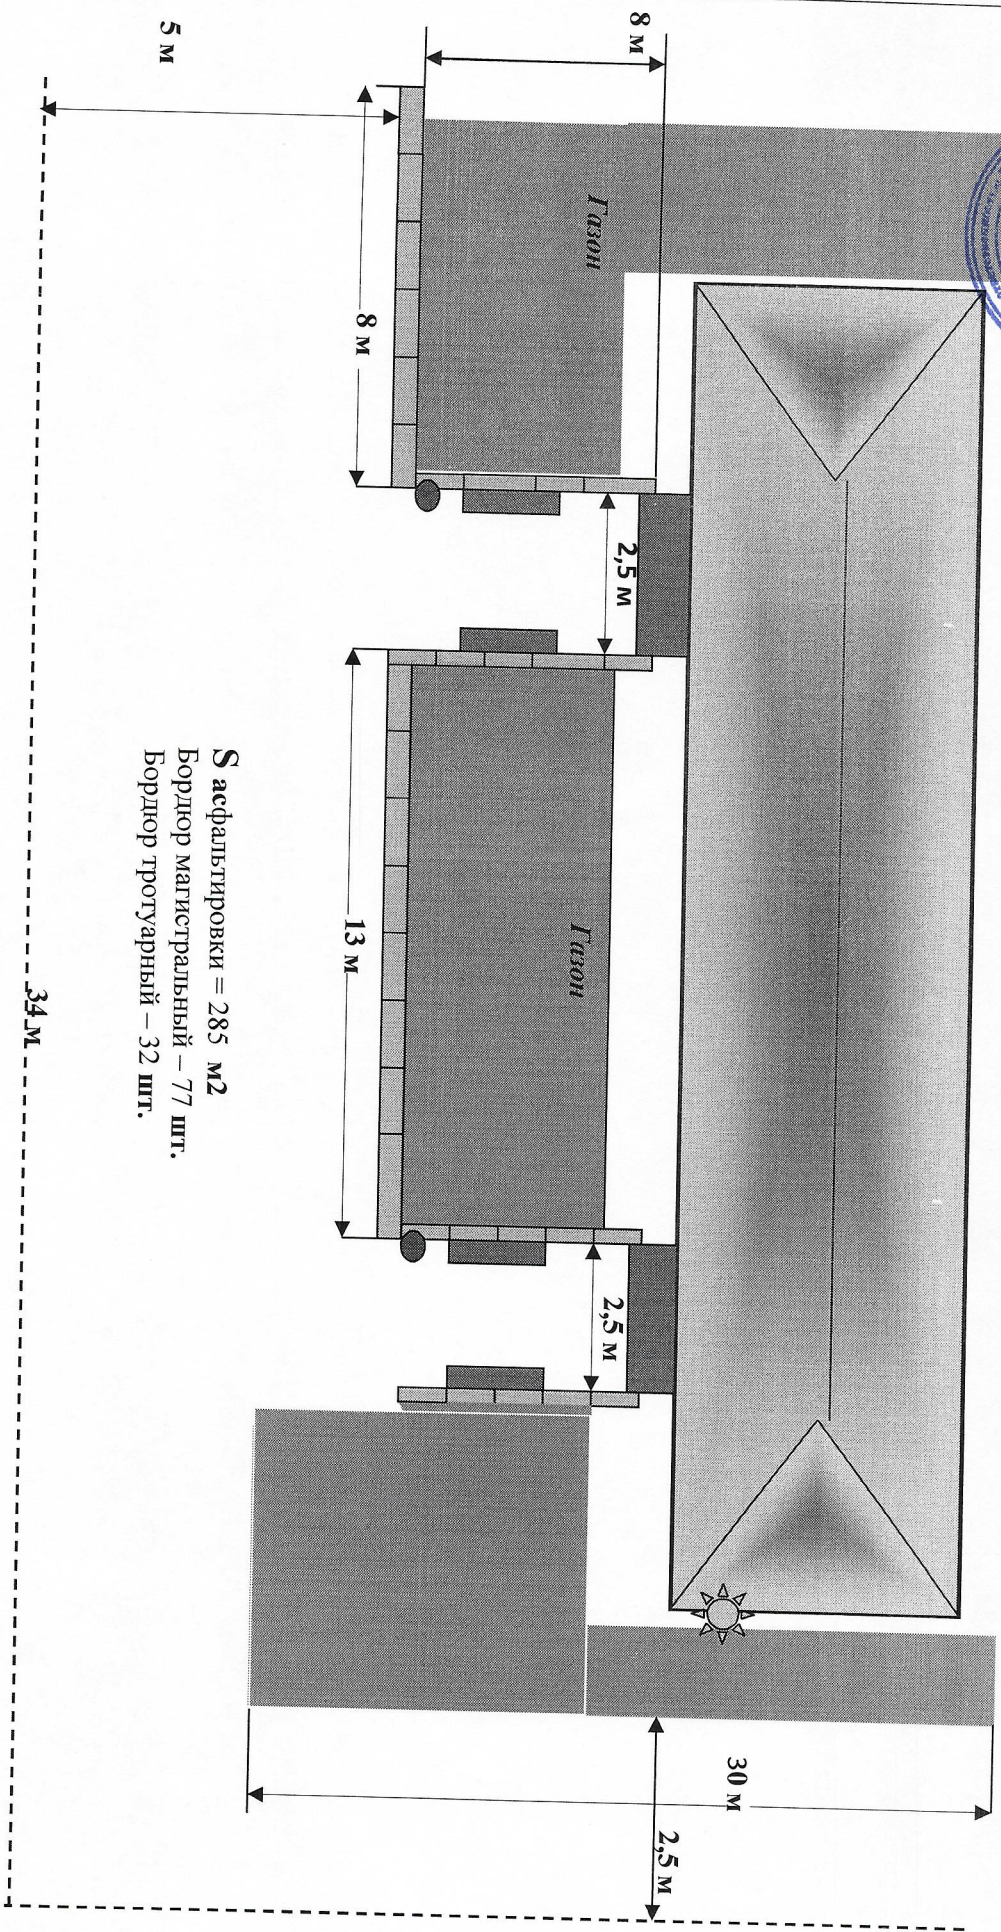 8 м
5 м
Газон
8 м
2,5 м
Газон
13 м
S асфальтировки = 285 м2
Бордюр магистральный – 77 шт.
Бордюр тротуарный – 32 шт.
34 м
2,5 м
30 м
2,5 м